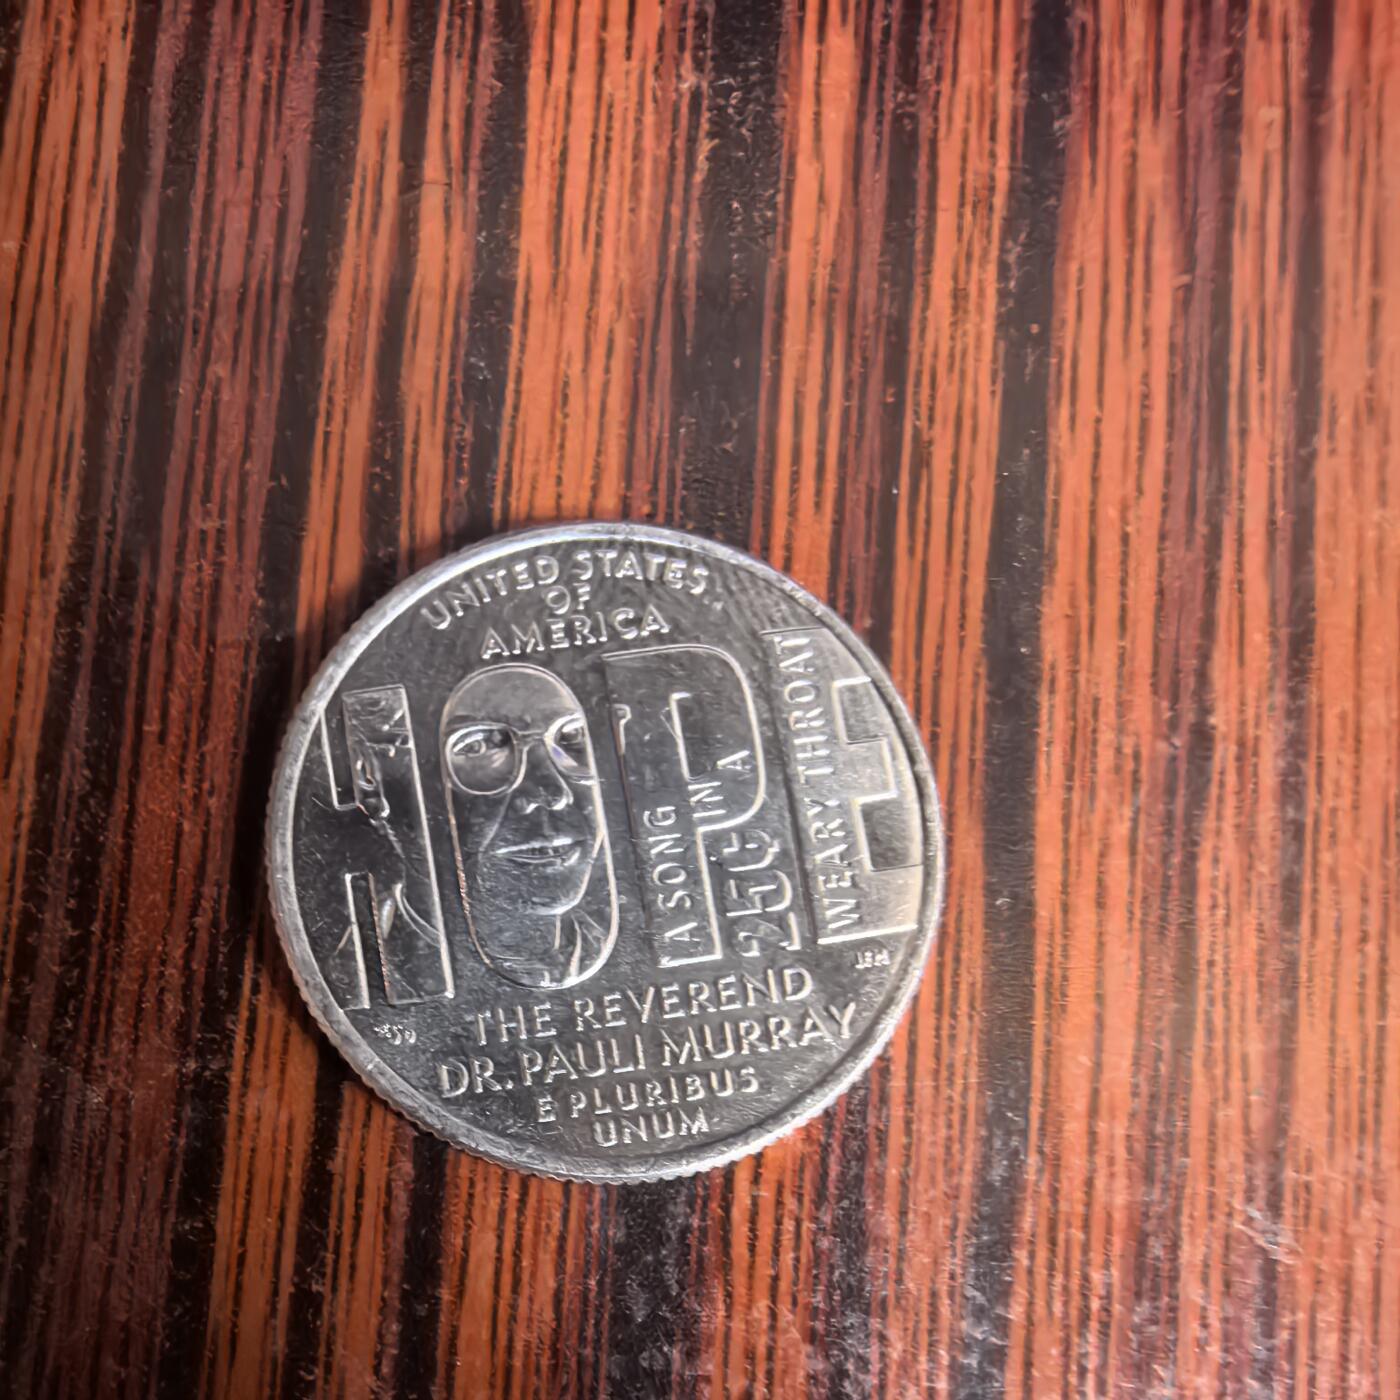 UNITED STATES
OF
AMERICA
HOPE
A SONG
IN A
25¢
WEARY THROAT
THE REVEREND
DR. PAULI MURRAY
E PLURIBUS
UNUM